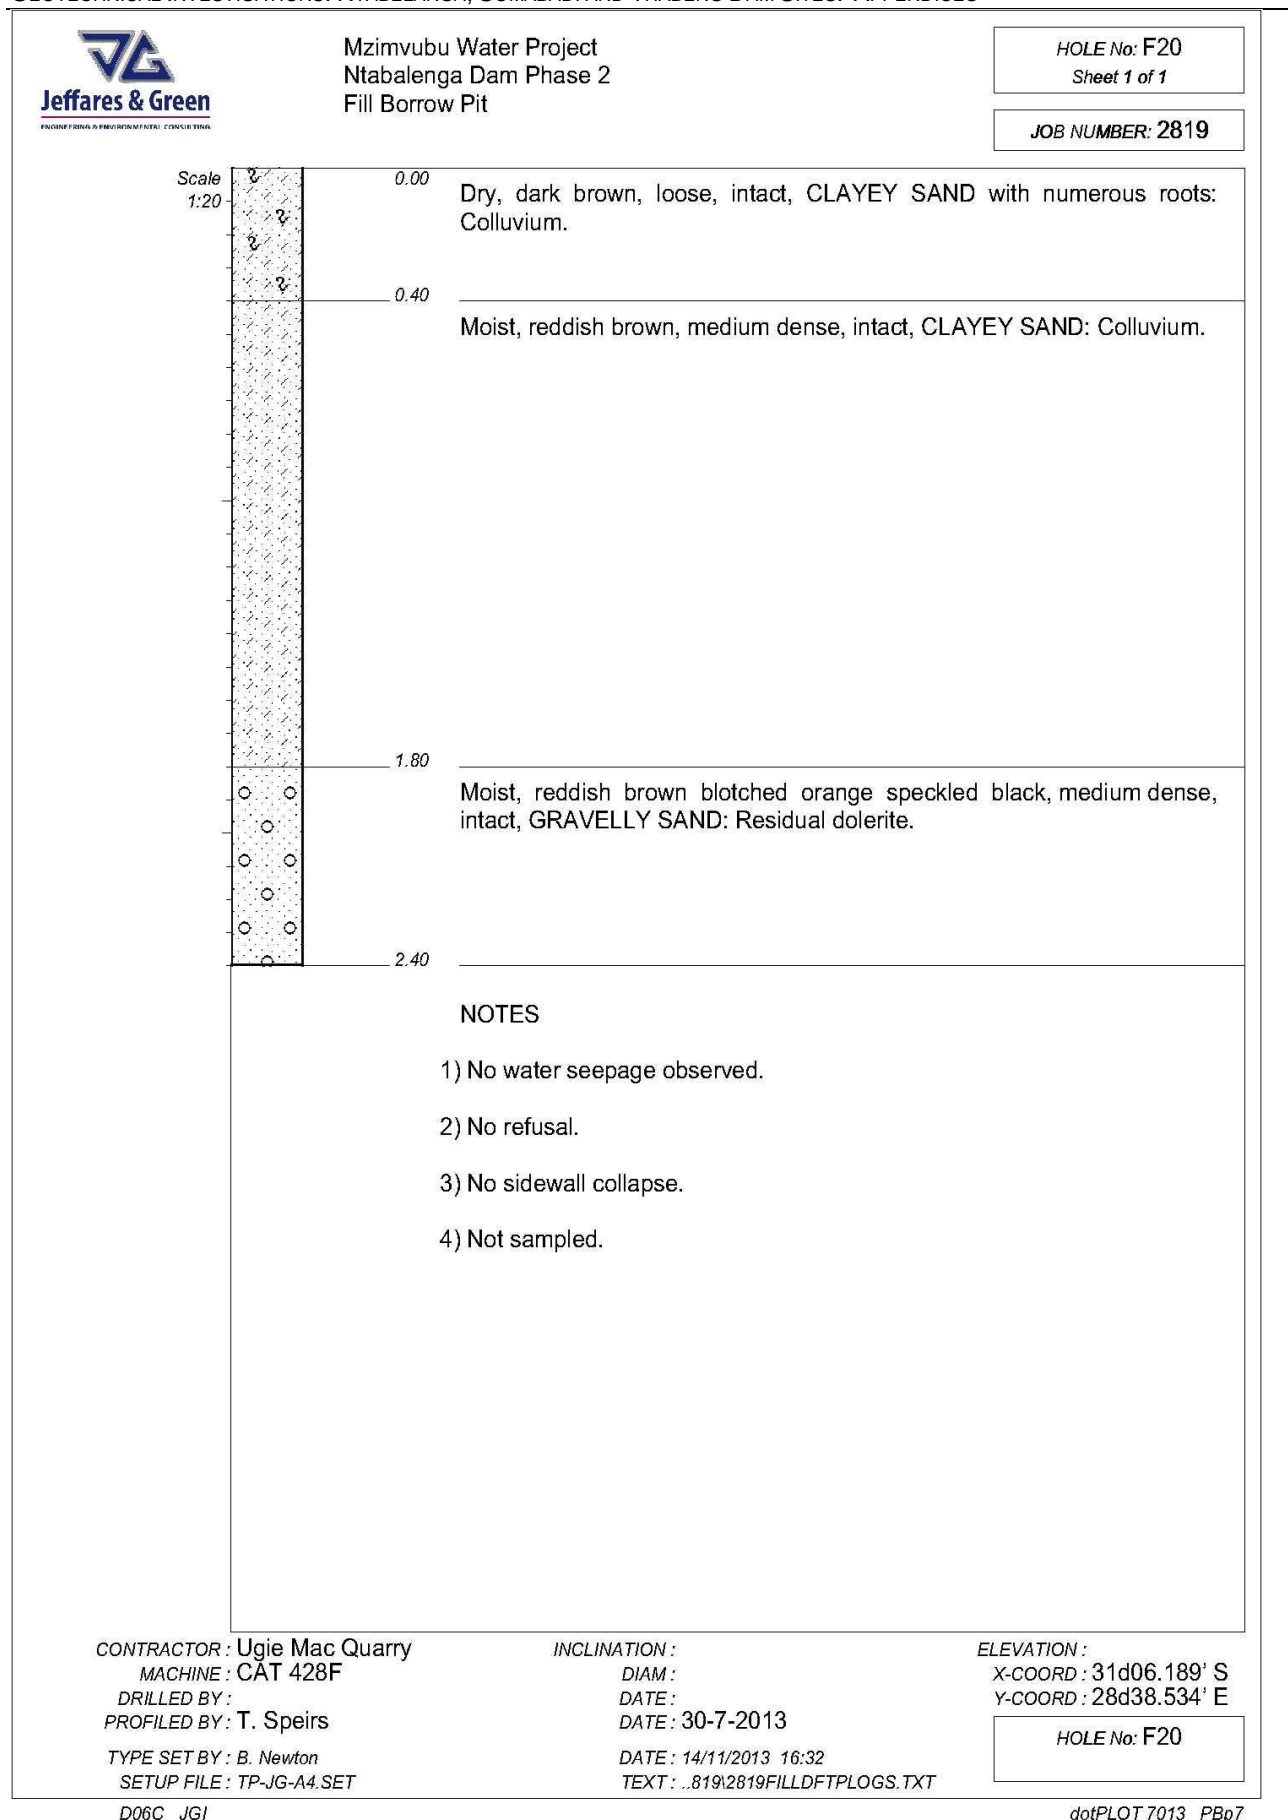 Mzimvubu Water Project
Ntabalenga Dam Phase 2
Fill Borrow Pit
HOLE No: F20
Sheet 1 of 1
JOB NUMBER: 2819
Jeffares & Green
ENGINEERING & ENVIRONMENTAL CONSULTING
Scale
1:20
0.00
Dry, dark brown, loose, intact, CLAYEY SAND with numerous roots:
Colluvium.
0.40
Moist, reddish brown, medium dense, intact, CLAYEY SAND: Colluvium.
1.80
Moist, reddish brown blotched orange speckled black, medium dense,
intact, GRAVELLY SAND: Residual dolerite.
2.40
NOTES
1) No water seepage observed.
2) No refusal.
3) No sidewall collapse.
4) Not sampled.
CONTRACTOR : Ugie Mac Quarry
MACHINE : CAT 428F
DRILLED BY :
PROFILED BY : T. Speirs
TYPE SET BY : B. Newton
SETUP FILE : TP-JG-A4.SET
INCLINATION :
DIAM :
DATE :
DATE : 30-7-2013
DATE : 14/11/2013 16:32
TEXT : ..819\2819FILLDFTPLOGS.TXT
ELEVATION :
X-COORD : 31d06.189' S
Y-COORD : 28d38.534' E
HOLE No: F20
D06C JGI
dotPLOT 7013 PBp7